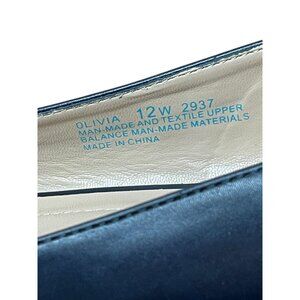 OLIVIA 12W 2937
MAN-MADE AND TEXTILE UPPER
BALANCE MAN-MADE MATERIALS
MADE IN CHINA